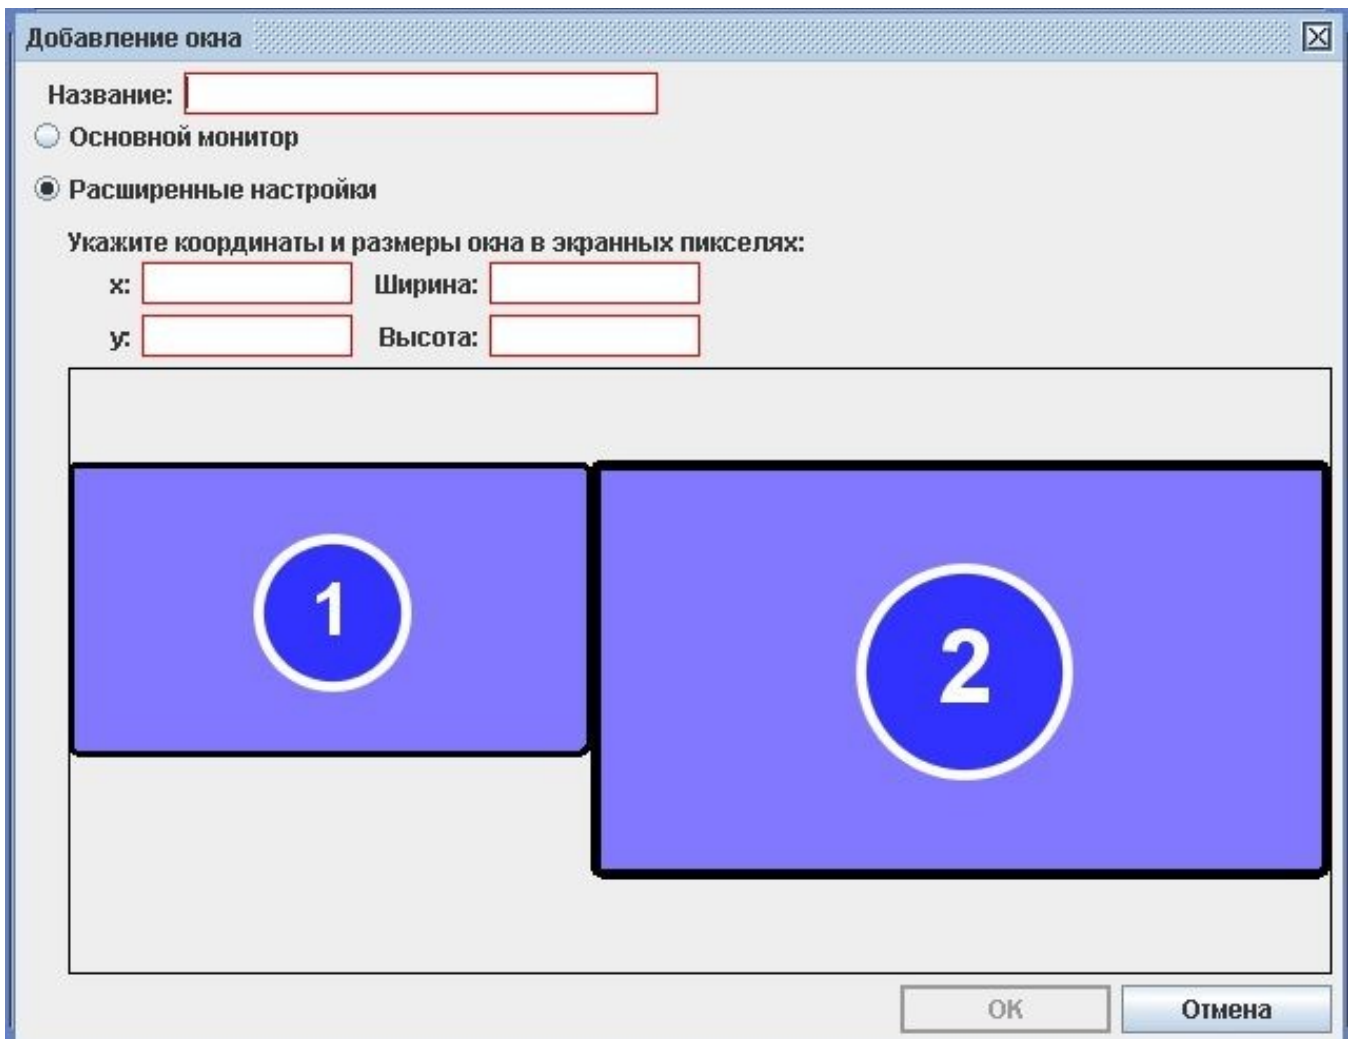 Добавление окна
Название:
Основной монитор
Расширенные настройки
Укажите координаты и размеры окна в экранных пикселях:
x: Ширина:
y: Высота:
1 2
OK Отмена